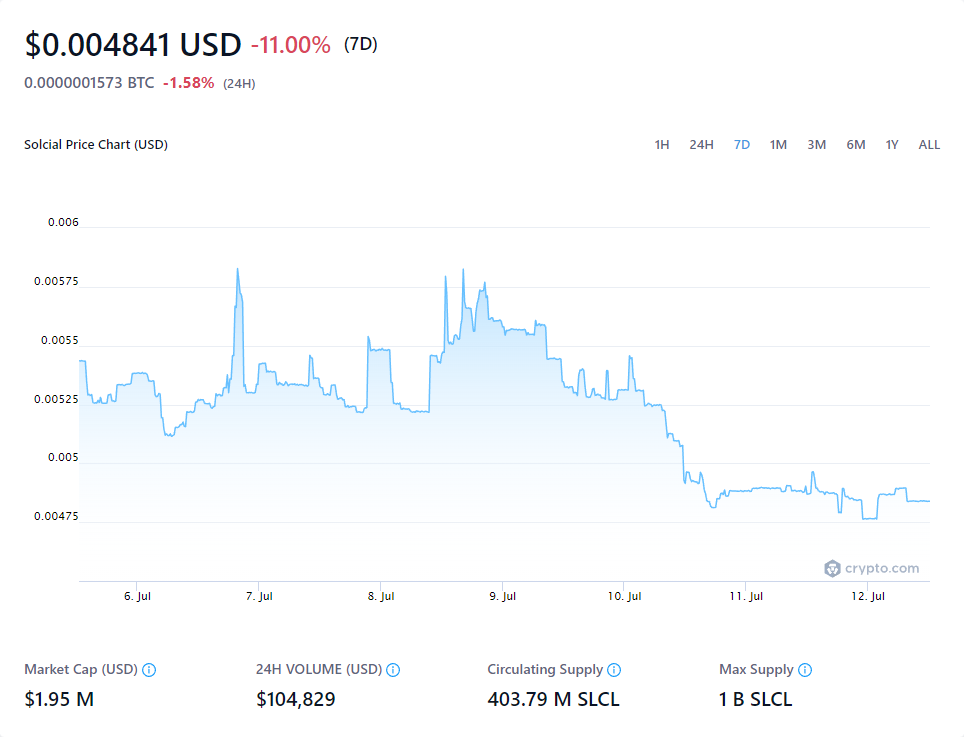 $0.004841 USD -11.00% (7D)
0.0000001573 BTC -1.58% (24H)
Solcial Price Chart (USD) 1H 24H 7D 1M 3M 6M 1Y ALL
0.006
0.00575
0.0055
0.00525
0.005
0.00475
crypto.com
6. Jul 7. Jul 8. Jul 9. Jul 10. Jul 11. Jul 12. Jul
Market Cap (USD) 24H VOLUME (USD) Circulating Supply Max Supply
$1.95 M $104,829 403.79 M SLCL 1 B SLCL